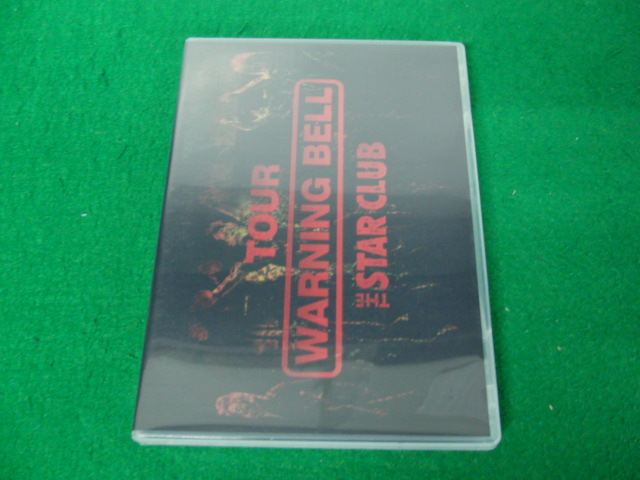 TOUR
WARNING BELL
THE STAR CLUB